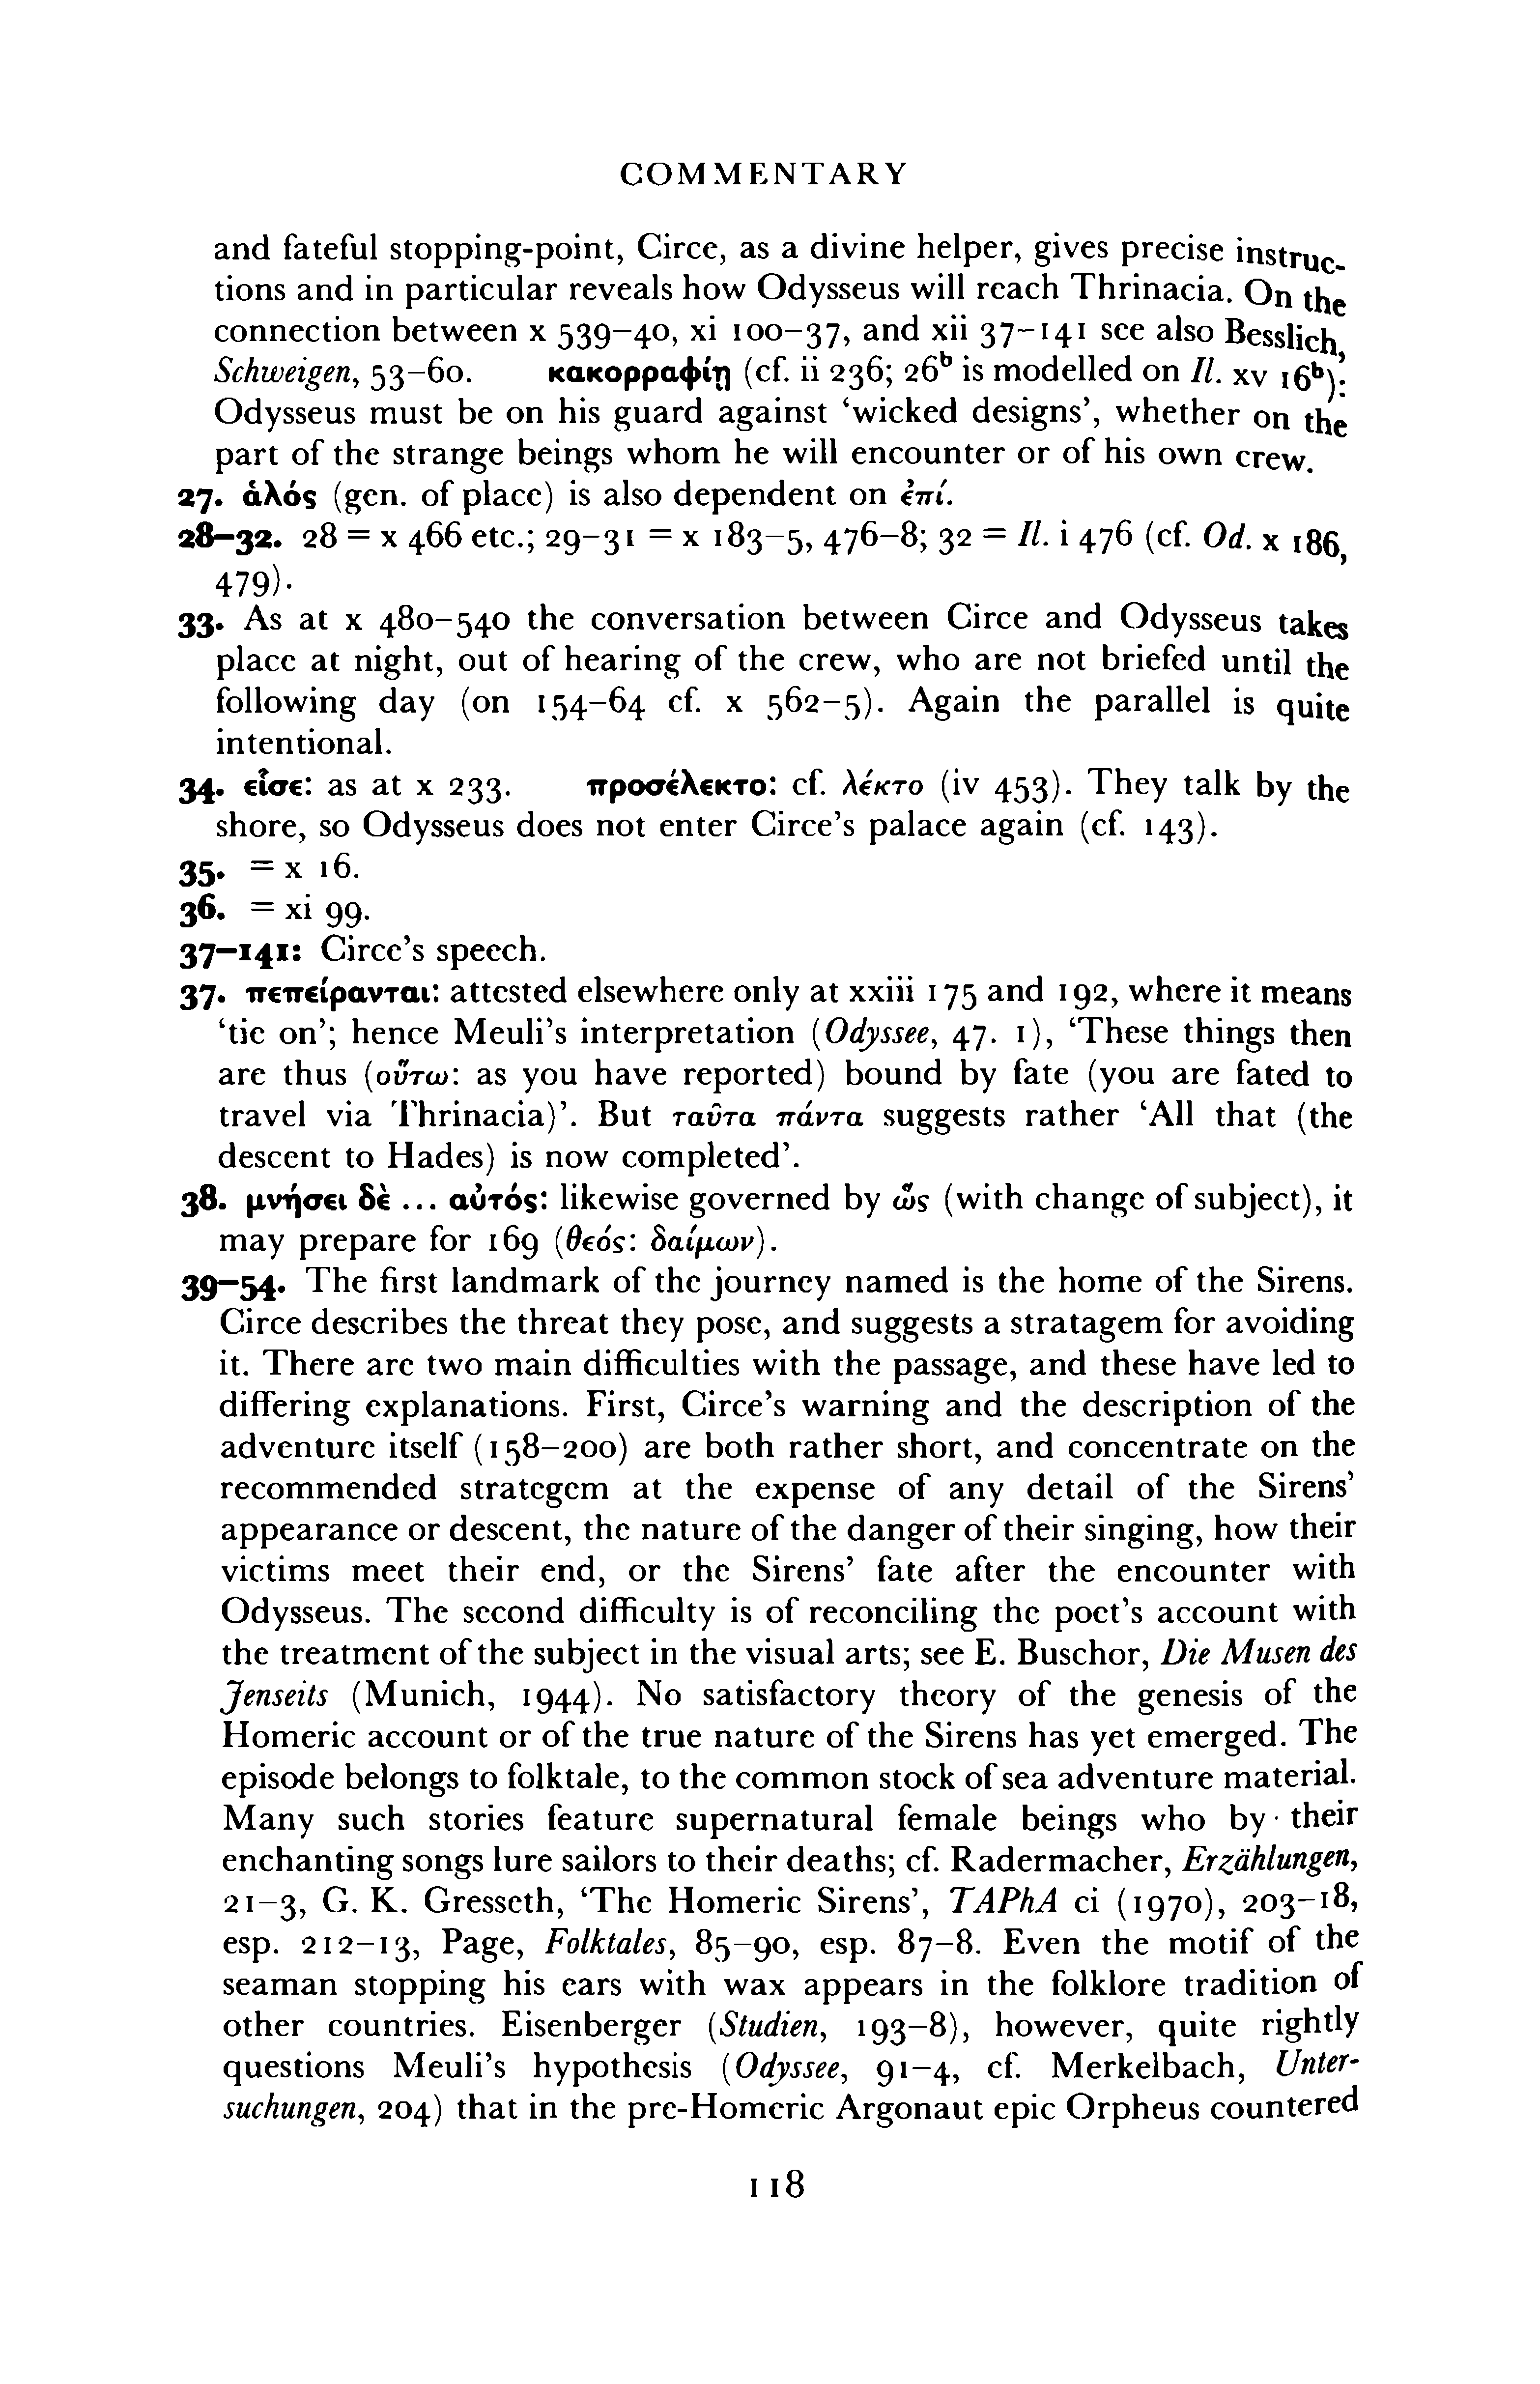 COMMENTARY
and fateful stopping-point, Circe, as a divine helper, gives precise instruc-
tions and in particular reveals how Odysseus will reach Thrinacia. On the
connection between x 539–40, xi 100–37, and xii 37–141 see also Besslich,
Schweigen, 53–60. κακορραφίῃ (cf. ii 236; 26ᵇ is modelled on Il. xv 16ᵇ):
Odysseus must be on his guard against ‘wicked designs’, whether on the
part of the strange beings whom he will encounter or of his own crew.
27. ἁλός (gen. of place) is also dependent on ἐπί.
28–32. 28 = x 466 etc.; 29–31 = x 183–5, 476–8; 32 = Il. i 476 (cf. Od. x 186,
479).
33. As at x 480–540 the conversation between Circe and Odysseus takes
place at night, out of hearing of the crew, who are not briefed until the
following day (on 154–64 cf. x 562–5). Again the parallel is quite
intentional.
34. εἷσε: as at x 233. προσέλεκτο: cf. λέκτο (iv 453). They talk by the
shore, so Odysseus does not enter Circe’s palace again (cf. 143).
35. = x 16.
36. = xi 99.
37–141: Circe’s speech.
37. πεπείρανται: attested elsewhere only at xxiii 175 and 192, where it means
‘tie on’; hence Meuli’s interpretation (Odyssee, 47. 1), ‘These things then
are thus (οὕτω: as you have reported) bound by fate (you are fated to
travel via Thrinacia)’. But ταῦτα πάντα suggests rather ‘All that (the
descent to Hades) is now completed’.
38. μνήσει δὲ ... αὐτός: likewise governed by ὥς (with change of subject), it
may prepare for 169 (θεός: δαίμων).
39–54. The first landmark of the journey named is the home of the Sirens.
Circe describes the threat they pose, and suggests a stratagem for avoiding
it. There are two main difficulties with the passage, and these have led to
differing explanations. First, Circe’s warning and the description of the
adventure itself (158–200) are both rather short, and concentrate on the
recommended strategem at the expense of any detail of the Sirens’
appearance or descent, the nature of the danger of their singing, how their
victims meet their end, or the Sirens’ fate after the encounter with
Odysseus. The second difficulty is of reconciling the poet’s account with
the treatment of the subject in the visual arts; see E. Buschor, Die Musen des
Jenseits (Munich, 1944). No satisfactory theory of the genesis of the
Homeric account or of the true nature of the Sirens has yet emerged. The
episode belongs to folktale, to the common stock of sea adventure material.
Many such stories feature supernatural female beings who by their
enchanting songs lure sailors to their deaths; cf. Radermacher, Erzählungen,
21–3, G. K. Gresseth, ‘The Homeric Sirens’, TAPhA ci (1970), 203–18,
esp. 212–13, Page, Folktales, 85–90, esp. 87–8. Even the motif of the
seaman stopping his ears with wax appears in the folklore tradition of
other countries. Eisenberger (Studien, 193–8), however, quite rightly
questions Meuli’s hypothesis (Odyssee, 91–4, cf. Merkelbach, Unter-
suchungen, 204) that in the pre-Homeric Argonaut epic Orpheus countered
118